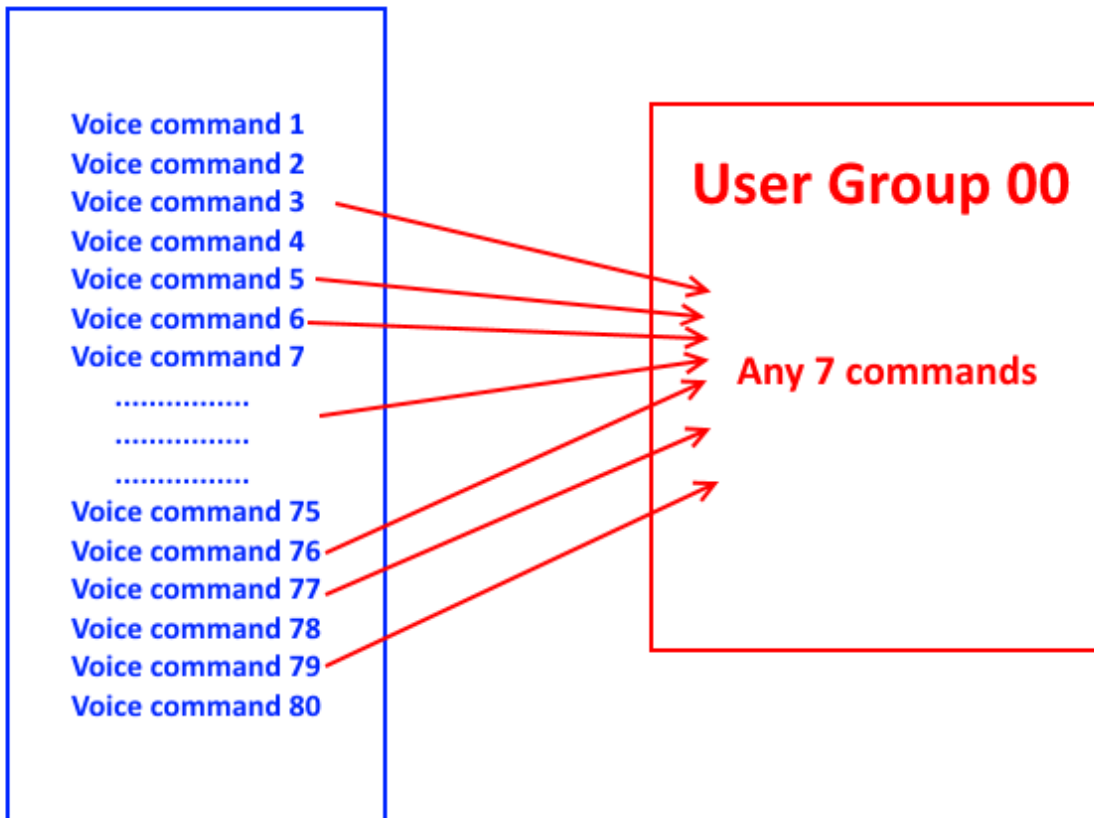 Voice command 1
Voice command 2
Voice command 3
Voice command 4
Voice command 5
Voice command 6
Voice command 7
................
................
................
Voice command 75
Voice command 76
Voice command 77
Voice command 78
Voice command 79
Voice command 80
User Group 00
Any 7 commands